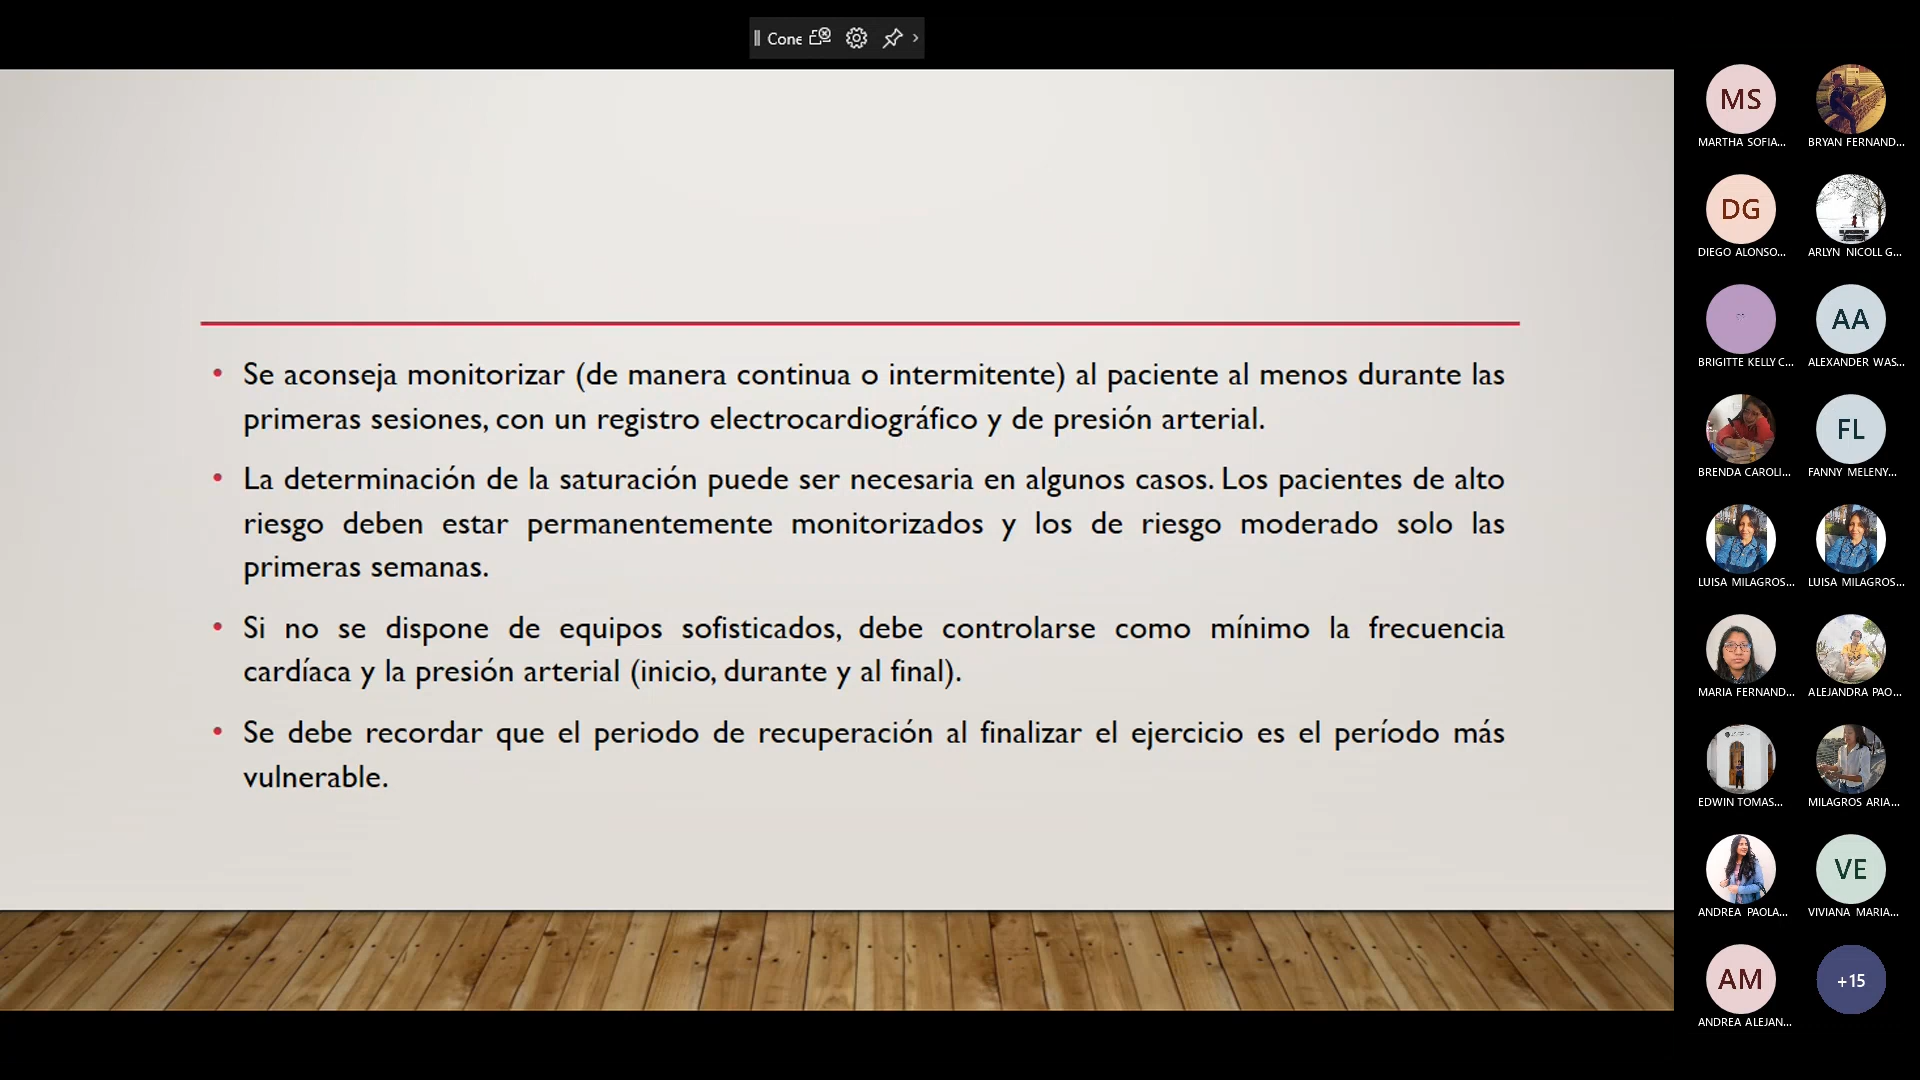 Cone
• Se aconseja monitorizar (de manera continua o intermitente) al paciente al menos durante las
primeras sesiones, con un registro electrocardiográfico y de presión arterial.
• La determinación de la saturación puede ser necesaria en algunos casos. Los pacientes de alto
riesgo deben estar permanentemente monitorizados y los de riesgo moderado solo las
primeras semanas.
• Si no se dispone de equipos sofisticados, debe controlarse como mínimo la frecuencia
cardíaca y la presión arterial (inicio, durante y al final).
• Se debe recordar que el periodo de recuperación al finalizar el ejercicio es el período más
vulnerable.
MS
MARTHA SOFIA...
BRYAN FERNAND...
DG
DIEGO ALONSO...
ARLYN NICOLL G...
BRIGITTE KELLY C...
AA
ALEXANDER WAS...
BRENDA CAROLI...
FL
FANNY MELENY...
LUISA MILAGROS...
LUISA MILAGROS...
MARIA FERNAND...
ALEJANDRA PAO...
EDWIN TOMAS...
MILAGROS ARIA...
ANDREA PAOLA...
VE
VIVIANA MARIA...
AM
ANDREA ALEJAN...
+15